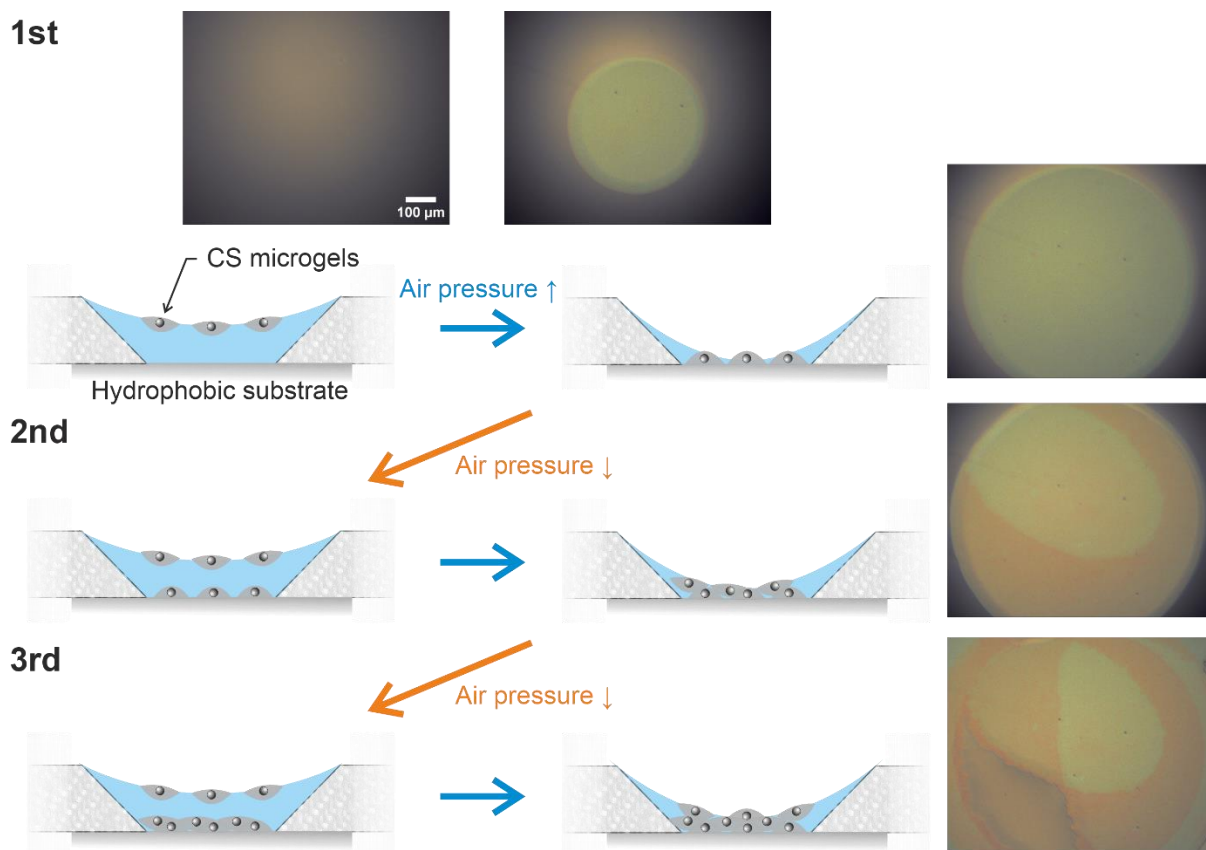 1st
100 µm
CS microgels
Air pressure ↑
Hydrophobic substrate
2nd
Air pressure ↓
3rd
Air pressure ↓